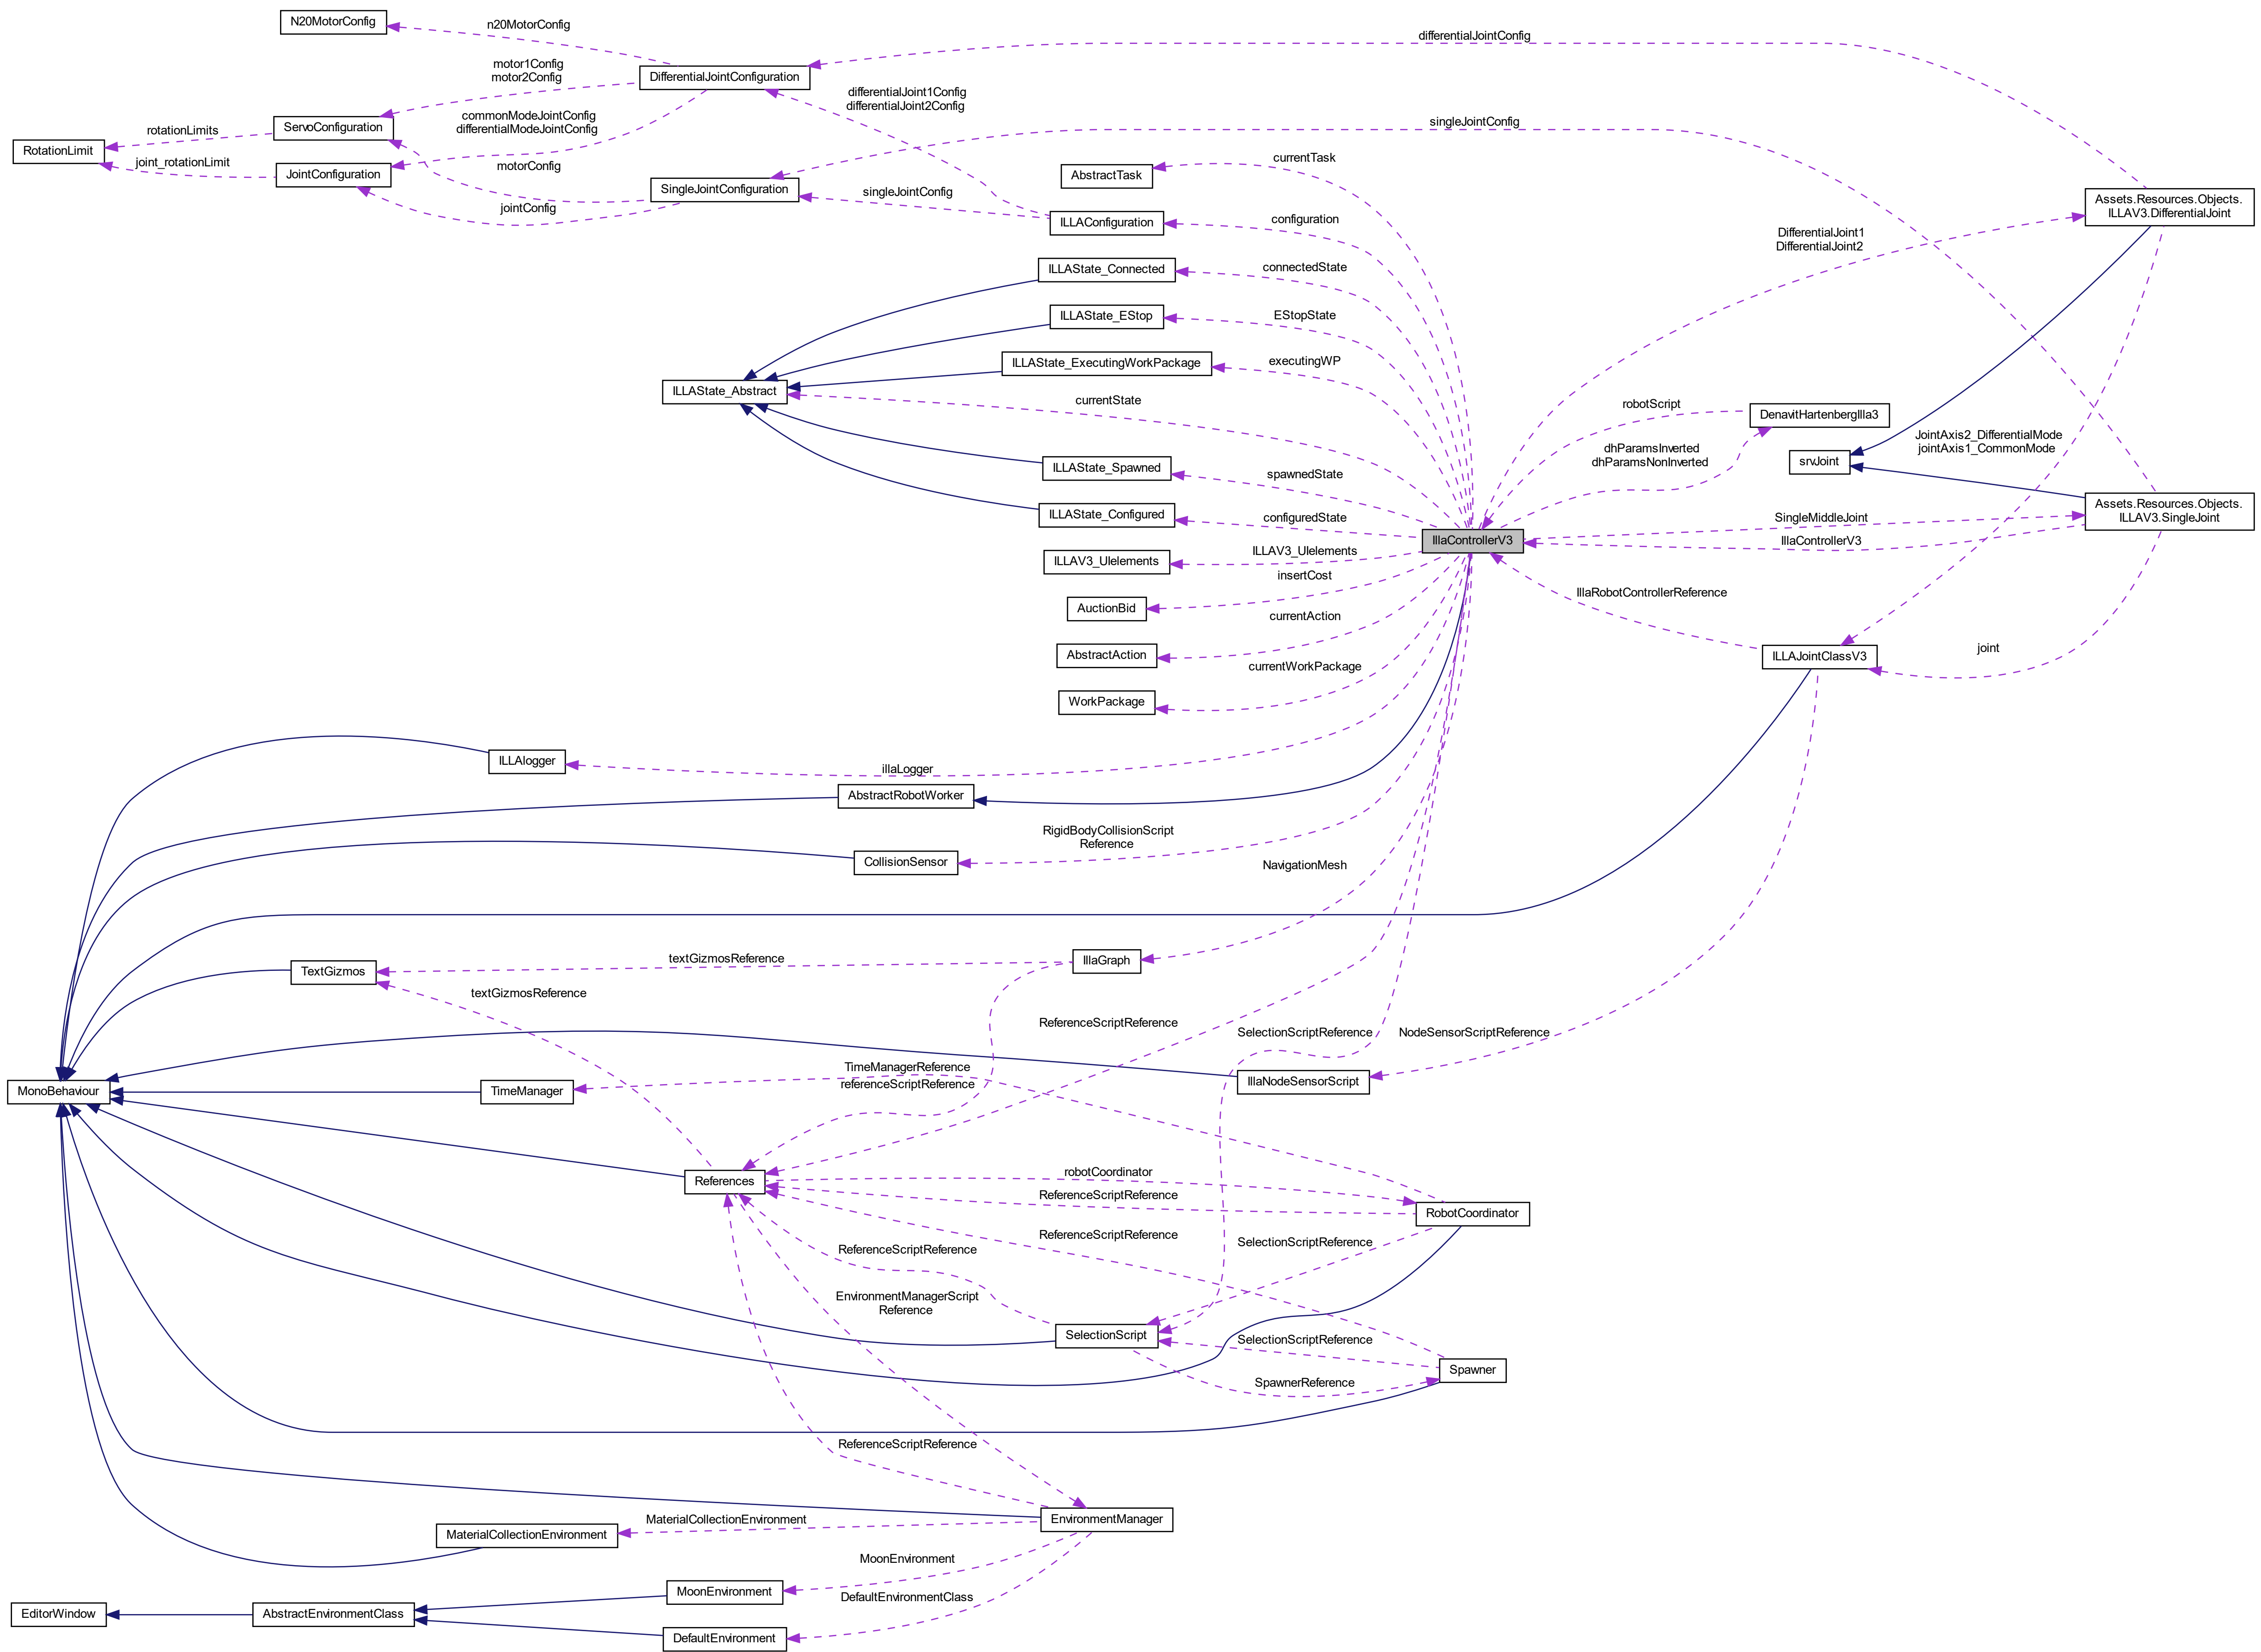 N20MotorConfig
n20MotorConfig
differentialJointConfig
motor1Config
motor2Config
DifferentialJointConfiguration
differentialJoint1Config
differentialJoint2Config
commonModeJointConfig
differentialModeJointConfig
ServoConfiguration
rotationLimits
singleJointConfig
RotationLimit
joint_rotationLimit
motorConfig
currentTask
AbstractTask
JointConfiguration
SingleJointConfiguration
singleJointConfig
jointConfig
Assets.Resources.Objects.
ILLAV3.DifferentialJoint
configuration
ILLAConfiguration
DifferentialJoint1
DifferentialJoint2
connectedState
ILLAState_Connected
EStopState
ILLAState_EStop
executingWP
ILLAState_ExecutingWorkPackage
ILLAState_Abstract
currentState
robotScript
DenavitHartenbergIlla3
dhParamsInverted
dhParamsNonInverted
JointAxis2_DifferentialMode
jointAxis1_CommonMode
srvJoint
ILLAState_Spawned
spawnedState
Assets.Resources.Objects.
ILLAV3.SingleJoint
ILLAState_Configured
configuredState
SingleMiddleJoint
IllaControllerV3
IllaControllerV3
ILLAV3_UIelements
ILLAV3_UIelements
insertCost
AuctionBid
IllaRobotControllerReference
currentAction
AbstractAction
joint
ILLAJointClassV3
currentWorkPackage
WorkPackage
ILLAlogger
illaLogger
AbstractRobotWorker
RigidBodyCollisionScript
Reference
CollisionSensor
NavigationMesh
textGizmosReference
IllaGraph
TextGizmos
textGizmosReference
ReferenceScriptReference
SelectionScriptReference
NodeSensorScriptReference
TimeManagerReference
referenceScriptReference
IllaNodeSensorScript
MonoBehaviour
TimeManager
References
robotCoordinator
ReferenceScriptReference
RobotCoordinator
ReferenceScriptReference
SelectionScriptReference
ReferenceScriptReference
EnvironmentManagerScript
Reference
SelectionScript
SelectionScriptReference
Spawner
SpawnerReference
ReferenceScriptReference
EnvironmentManager
MaterialCollectionEnvironment
MaterialCollectionEnvironment
MoonEnvironment
MoonEnvironment
DefaultEnvironmentClass
EditorWindow
AbstractEnvironmentClass
DefaultEnvironment